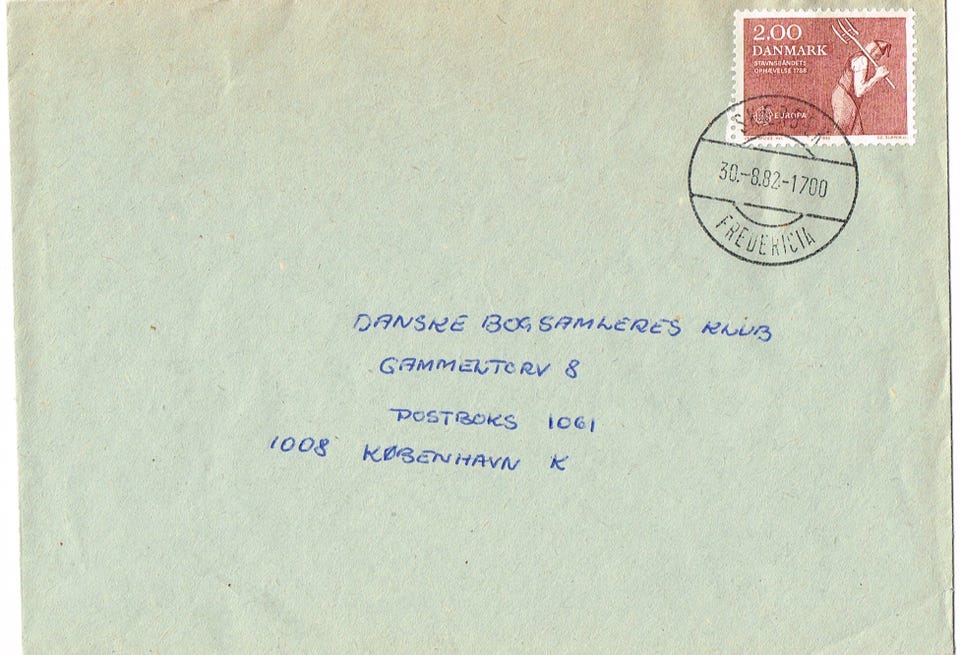 2.00
DANMARK
STAVNSBÅNDETS
OPHÆVELSE 1788
EUROPA
30.-8.82.-1700
FREDERICIA
DANSKE BOGSAMLERES KLUB
GAMMENTORV 8
POSTBOKS 1061
1008 KØBENHAVN K